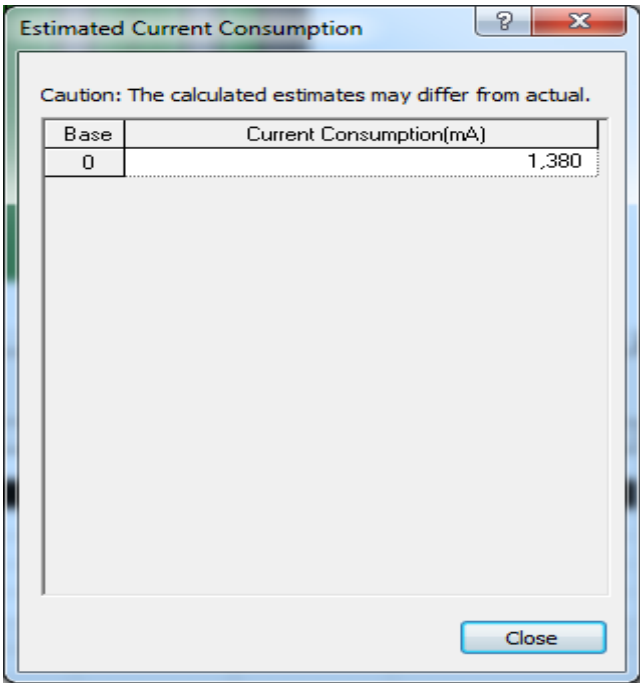 Estimated Current Consumption
Caution: The calculated estimates may differ from actual.
Base Current Consumption(mA)
0 1,380
Close